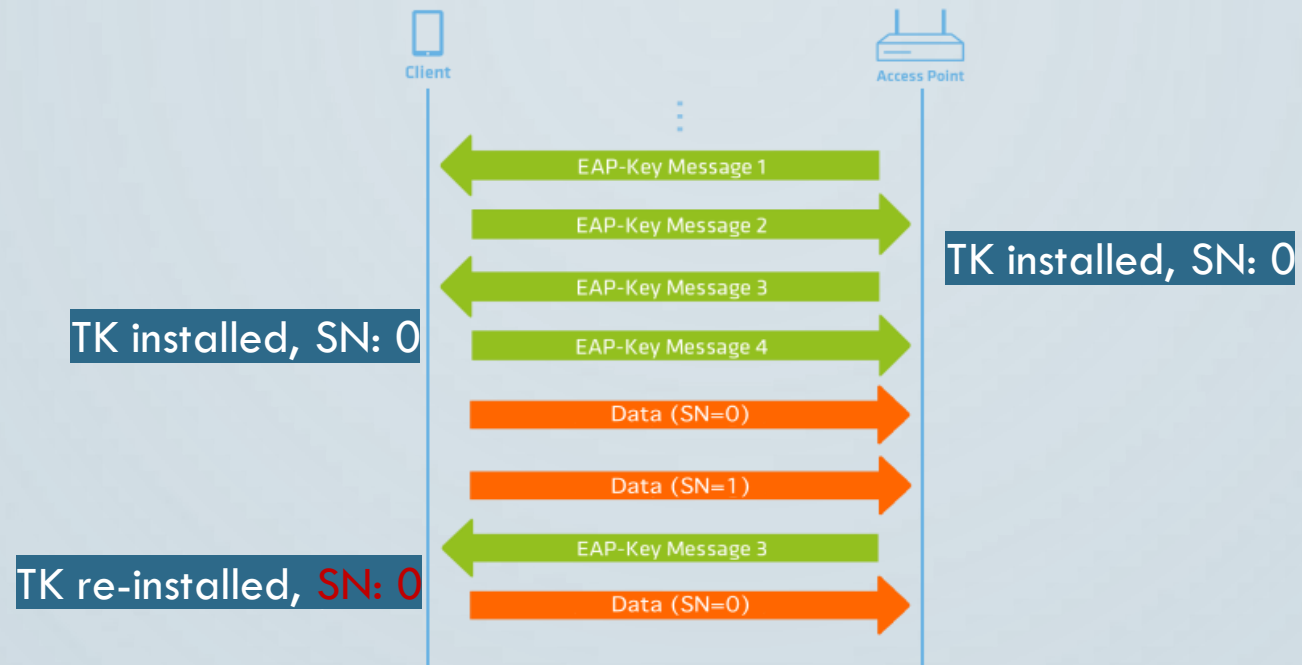 Client
Access Point
EAP-Key Message 1
EAP-Key Message 2
TK installed, SN: 0
EAP-Key Message 3
TK installed, SN: 0
EAP-Key Message 4
Data (SN=0)
Data (SN=1)
EAP-Key Message 3
TK re-installed, SN: 0
Data (SN=0)